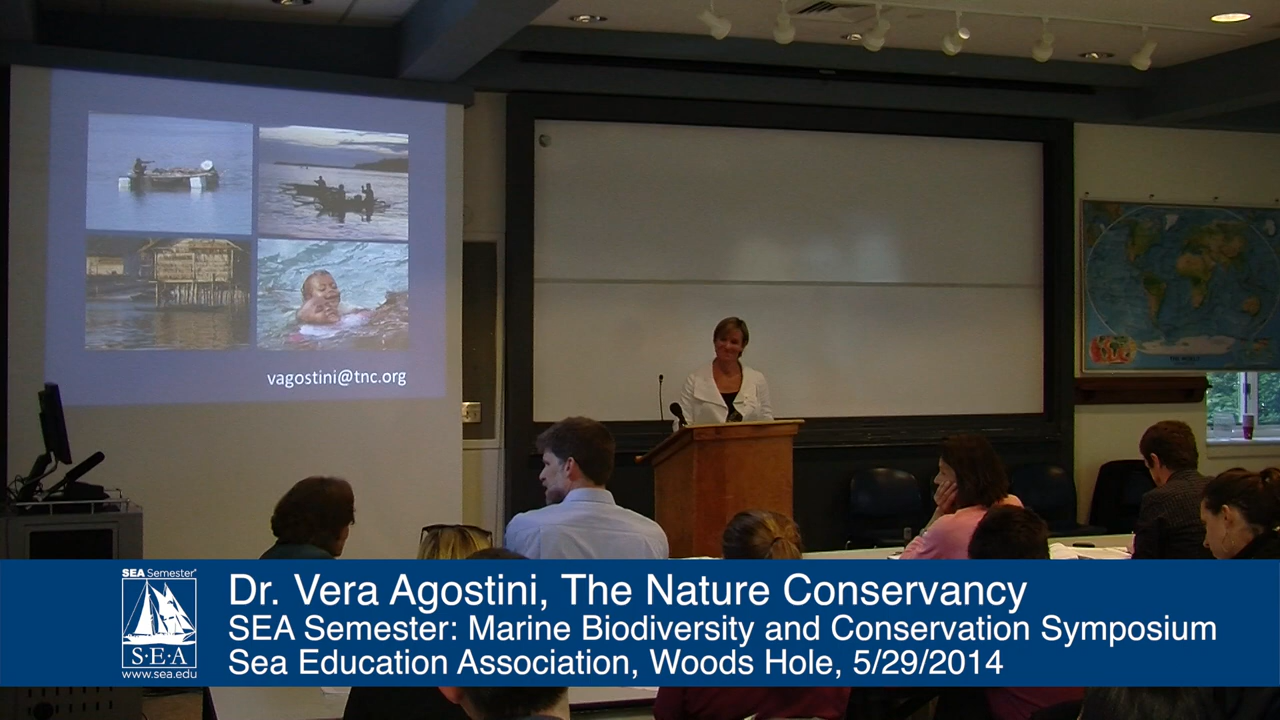 vagostini@tnc.org
SEA Semester®
S·E·A
www.sea.edu
Dr. Vera Agostini, The Nature Conservancy
SEA Semester: Marine Biodiversity and Conservation Symposium
Sea Education Association, Woods Hole, 5/29/2014